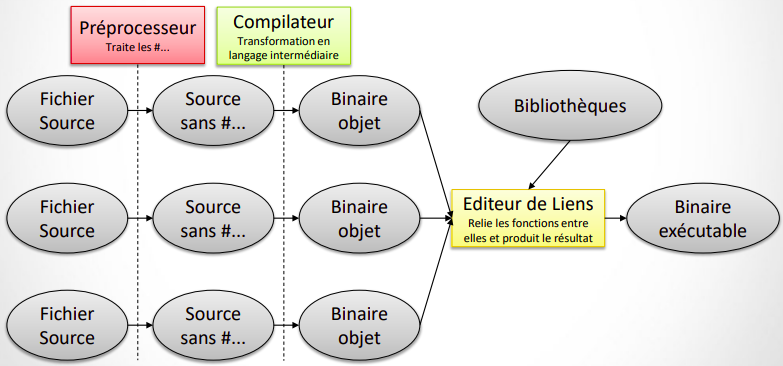 Préprocesseur
Traite les #...
Compilateur
Transformation en
langage intermédiaire
Fichier
Source
Source
sans #...
Binaire
objet
Bibliothèques
Fichier
Source
Source
sans #...
Binaire
objet
Editeur de Liens
Relie les fonctions entre
elles et produit le résultat
Binaire
exécutable
Fichier
Source
Source
sans #...
Binaire
objet